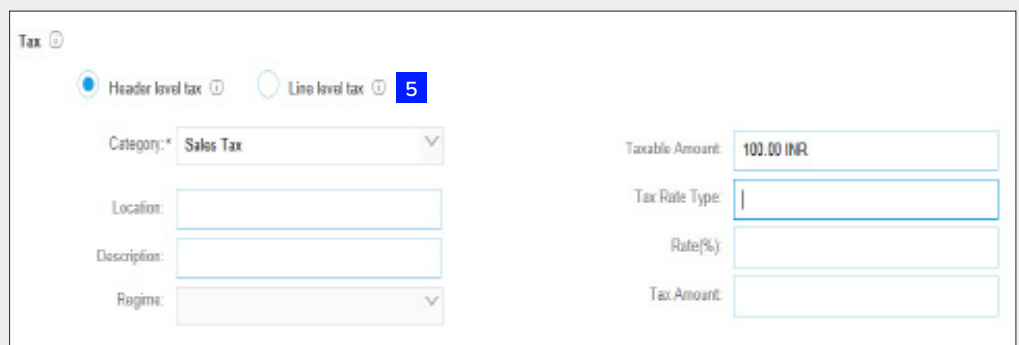 Tax
Header level tax Line level tax 5
Category:* Sales Tax
Location:
Description:
Regime:
Taxable Amount: 100.00 INR
Tax Rate Type:
Rate(%):
Tax Amount: